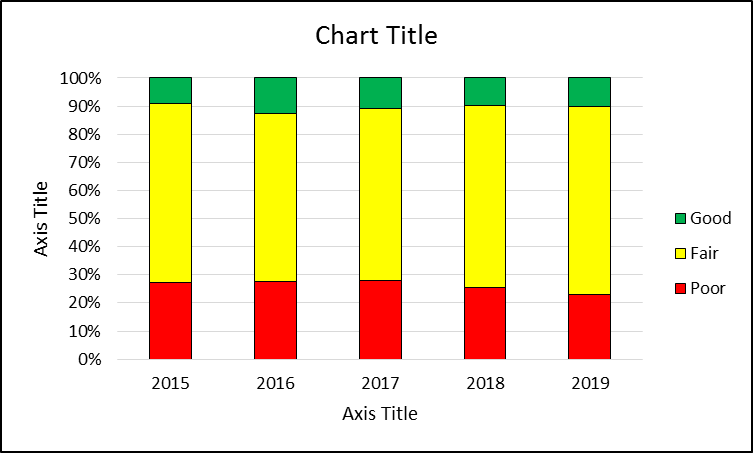 Chart Title
100%
90%
80%
70%
60%
50%
40%
30%
20%
10%
0%
Axis Title
2015 2016 2017 2018 2019
Axis Title
Good
Fair
Poor